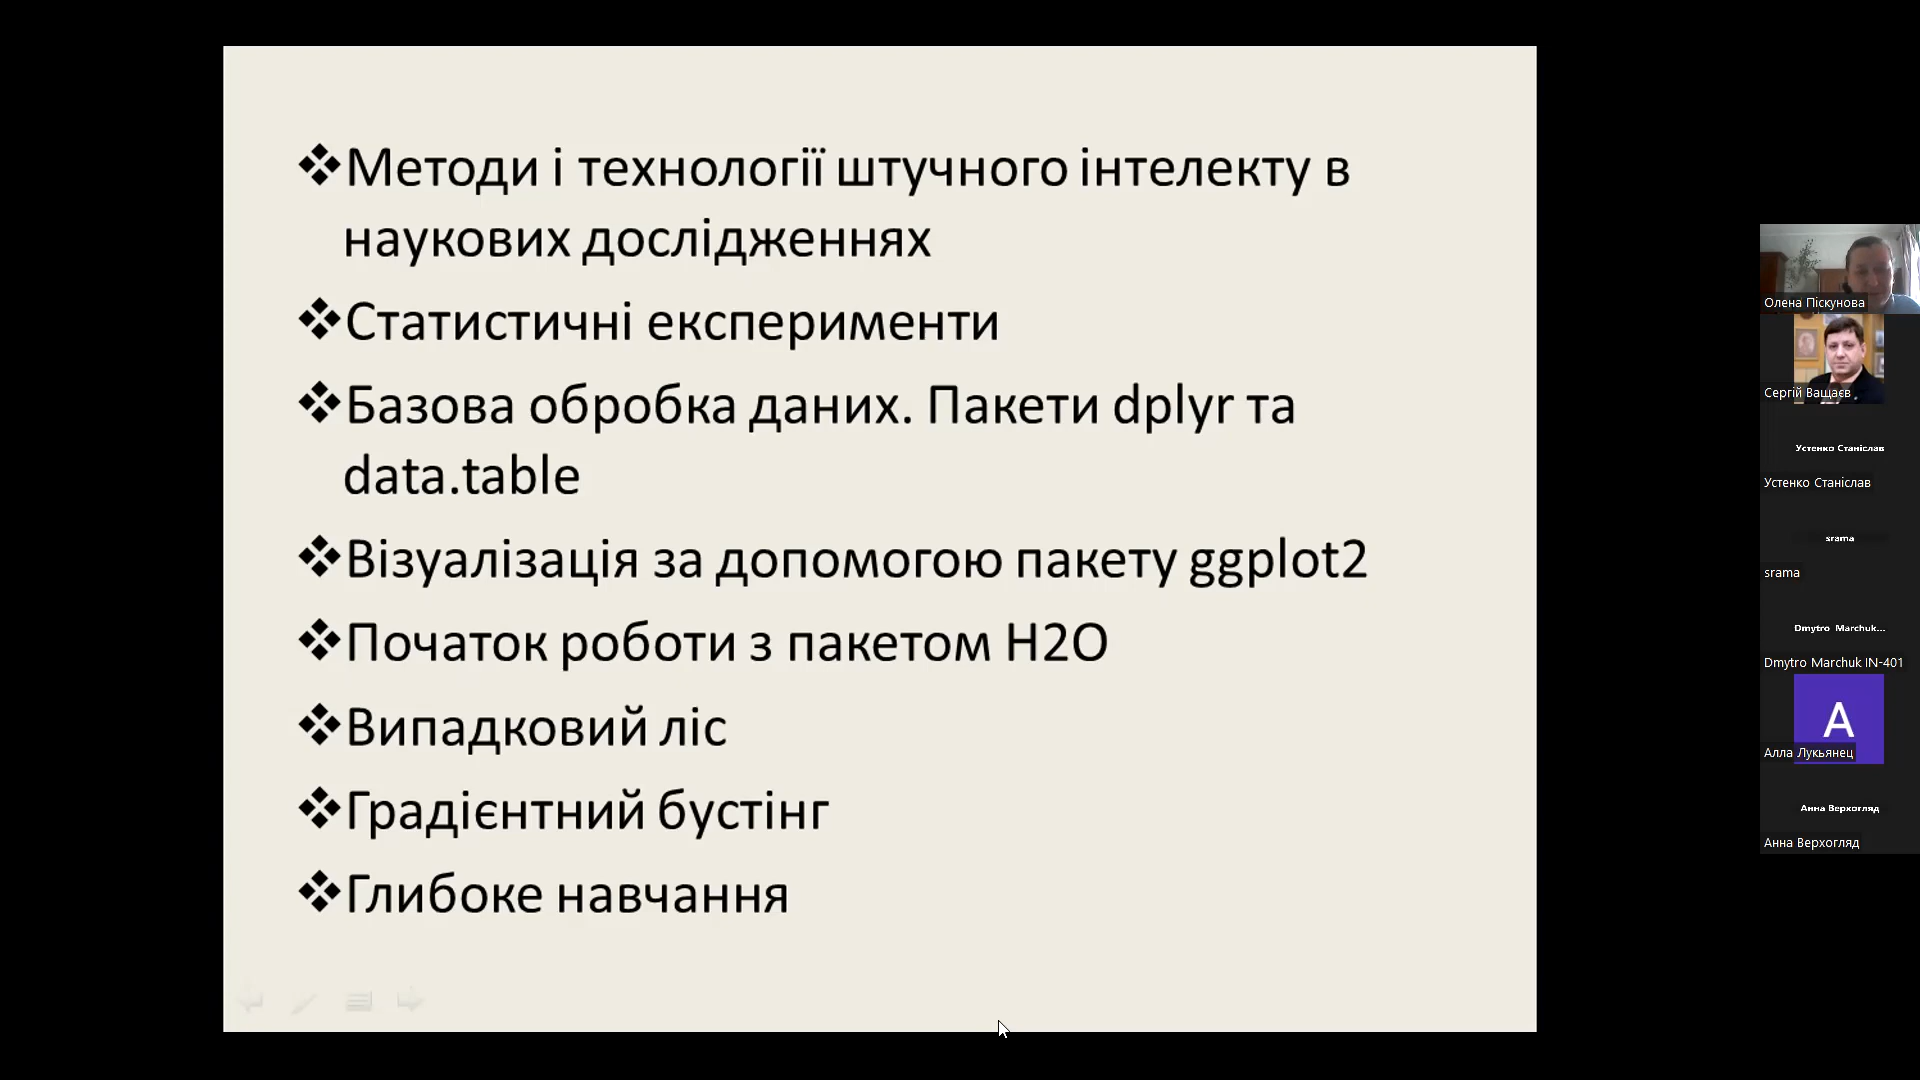 ❖Методи і технології штучного інтелекту в
наукових дослідженнях
❖Статистичні експерименти
❖Базова обробка даних. Пакети dplyr та
data.table
❖Візуалізація за допомогою пакету ggplot2
❖Початок роботи з пакетом H2O
❖Випадковий ліс
❖Градієнтний бустінг
❖Глибоке навчання
Олена Піскунова
Сергій Ващаєв
Устенко Станіслав
Устенко Станіслав
srama
srama
Dmytro Marchuk...
Dmytro Marchuk IN-401
А
Алла Лукьянец
Анна Верхогляд
Анна Верхогляд